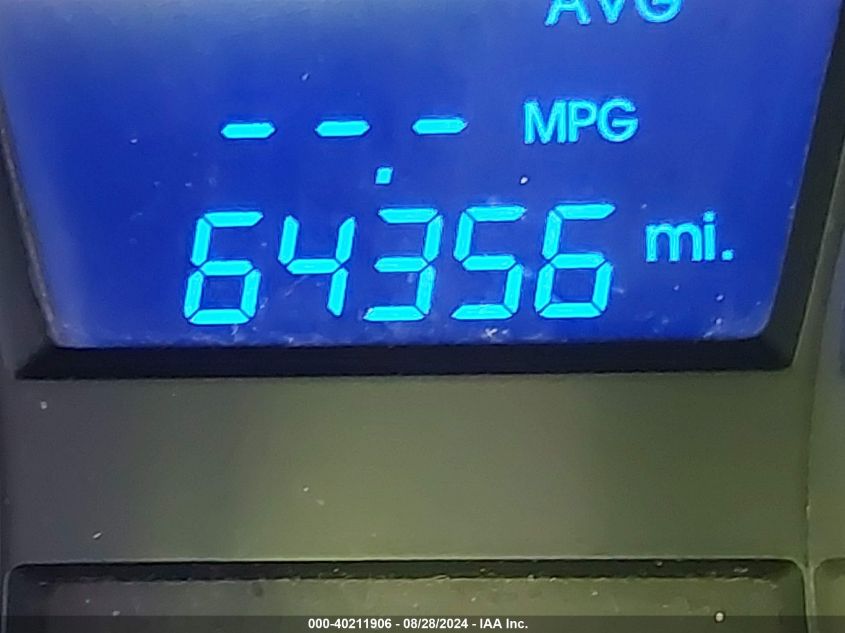 AVG
--.- MPG
64356 mi.
000-40211906 - 08/28/2024 - IAA Inc.